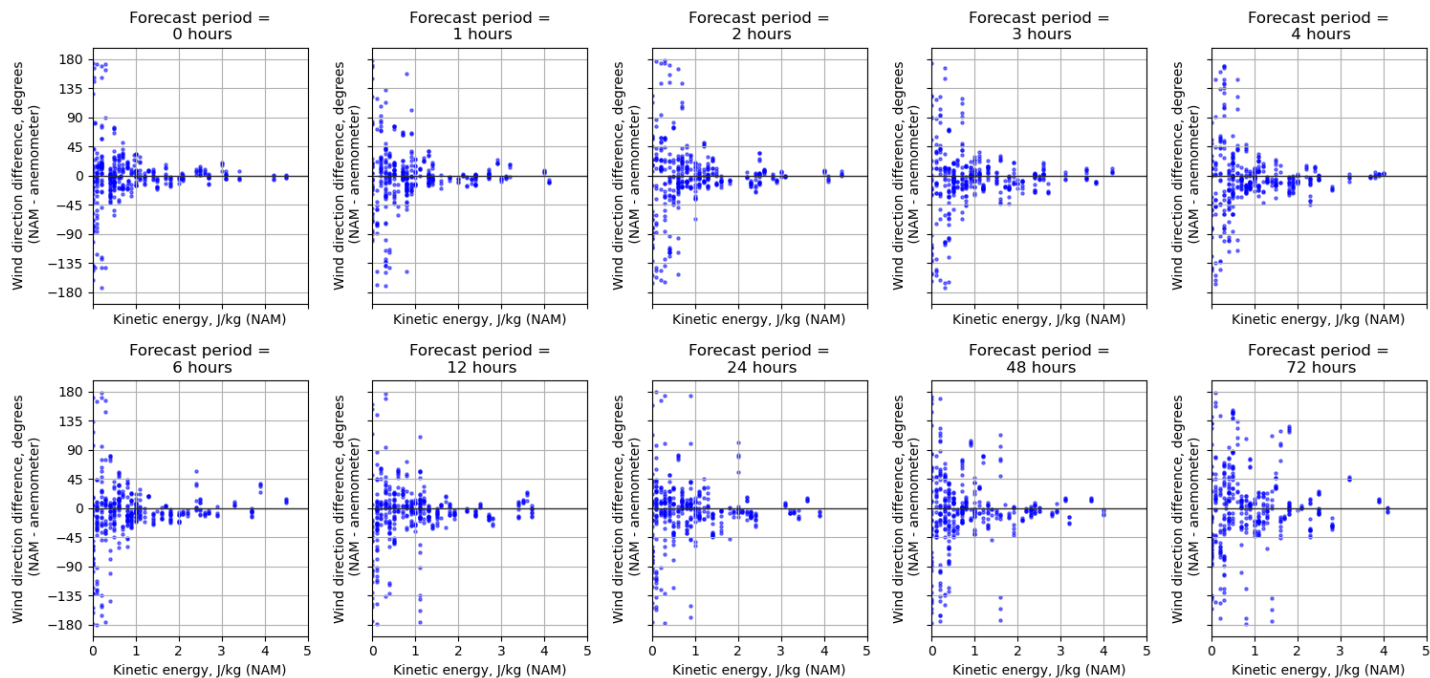 Forecast period =
0 hours
Forecast period =
1 hours
Forecast period =
2 hours
Forecast period =
3 hours
Forecast period =
4 hours
Wind direction difference, degrees
(NAM - anemometer)
180
135
90
45
0
−45
−90
−135
−180
Wind direction difference, degrees
(NAM - anemometer)
Wind direction difference, degrees
(NAM - anemometer)
Wind direction difference, degrees
(NAM - anemometer)
Wind direction difference, degrees
(NAM - anemometer)
Kinetic energy, J/kg (NAM)
Kinetic energy, J/kg (NAM)
Kinetic energy, J/kg (NAM)
Kinetic energy, J/kg (NAM)
Kinetic energy, J/kg (NAM)
Forecast period =
6 hours
Forecast period =
12 hours
Forecast period =
24 hours
Forecast period =
48 hours
Forecast period =
72 hours
Wind direction difference, degrees
(NAM - anemometer)
180
135
90
45
0
−45
−90
−135
−180
Wind direction difference, degrees
(NAM - anemometer)
Wind direction difference, degrees
(NAM - anemometer)
Wind direction difference, degrees
(NAM - anemometer)
Wind direction difference, degrees
(NAM - anemometer)
0 1 2 3 4 5
0 1 2 3 4 5
0 1 2 3 4 5
0 1 2 3 4 5
0 1 2 3 4 5
Kinetic energy, J/kg (NAM)
Kinetic energy, J/kg (NAM)
Kinetic energy, J/kg (NAM)
Kinetic energy, J/kg (NAM)
Kinetic energy, J/kg (NAM)